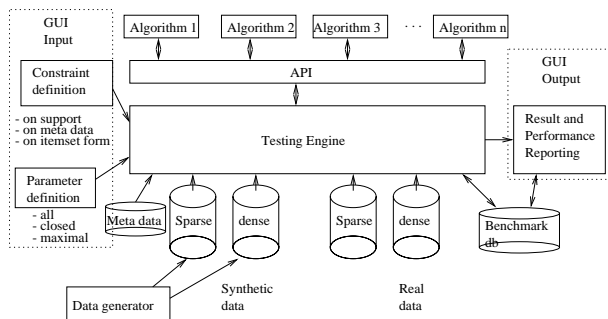 GUI
Input
Algorithm 1
Algorithm 2
Algorithm 3
. . .
Algorithm n
API
GUI
Output
Constraint
definition
- on support
- on meta data
- on itemset form
Testing Engine
Result and
Performance
Reporting
Parameter
definition
- all
- closed
- maximal
Meta data
Sparse
dense
Sparse
dense
Benchmark
db
Data generator
Synthetic
data
Real
data